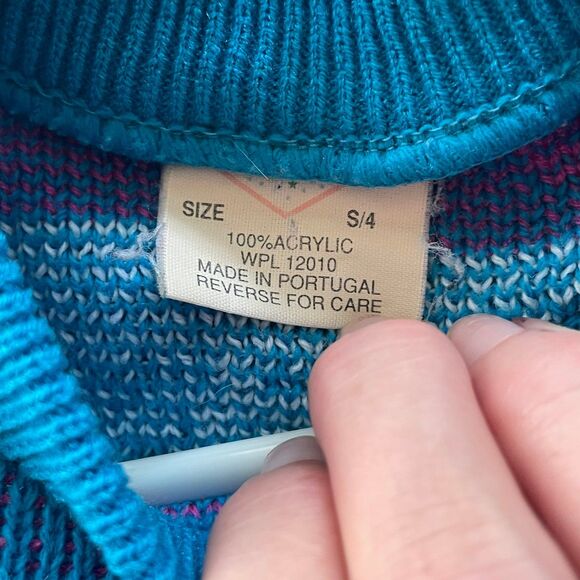 SIZE S/4
100%ACRYLIC
WPL 12010
MADE IN PORTUGAL
REVERSE FOR CARE